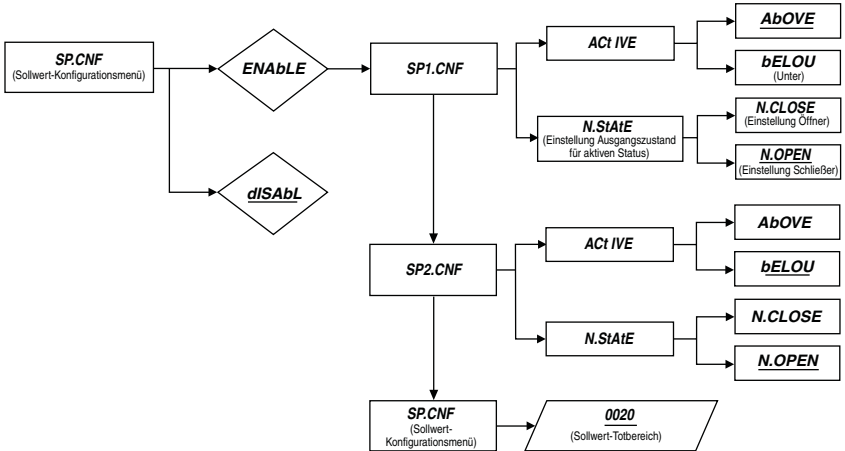 SP.CNF
(Sollwert-Konfigurationsmenü)
ENAbLE
dISAbL
SP1.CNF
ACt IVE
AbOVE
bELOU
(Unter)
N.StAtE
(Einstellung Ausgangszustand
für aktiven Status)
N.CLOSE
(Einstellung Öffner)
N.OPEN
(Einstellung Schließer)
SP2.CNF
ACt IVE
AbOVE
bELOU
N.StAtE
N.CLOSE
N.OPEN
SP.CNF
(Sollwert-
Konfigurationsmenü)
0020
(Sollwert-Totbereich)